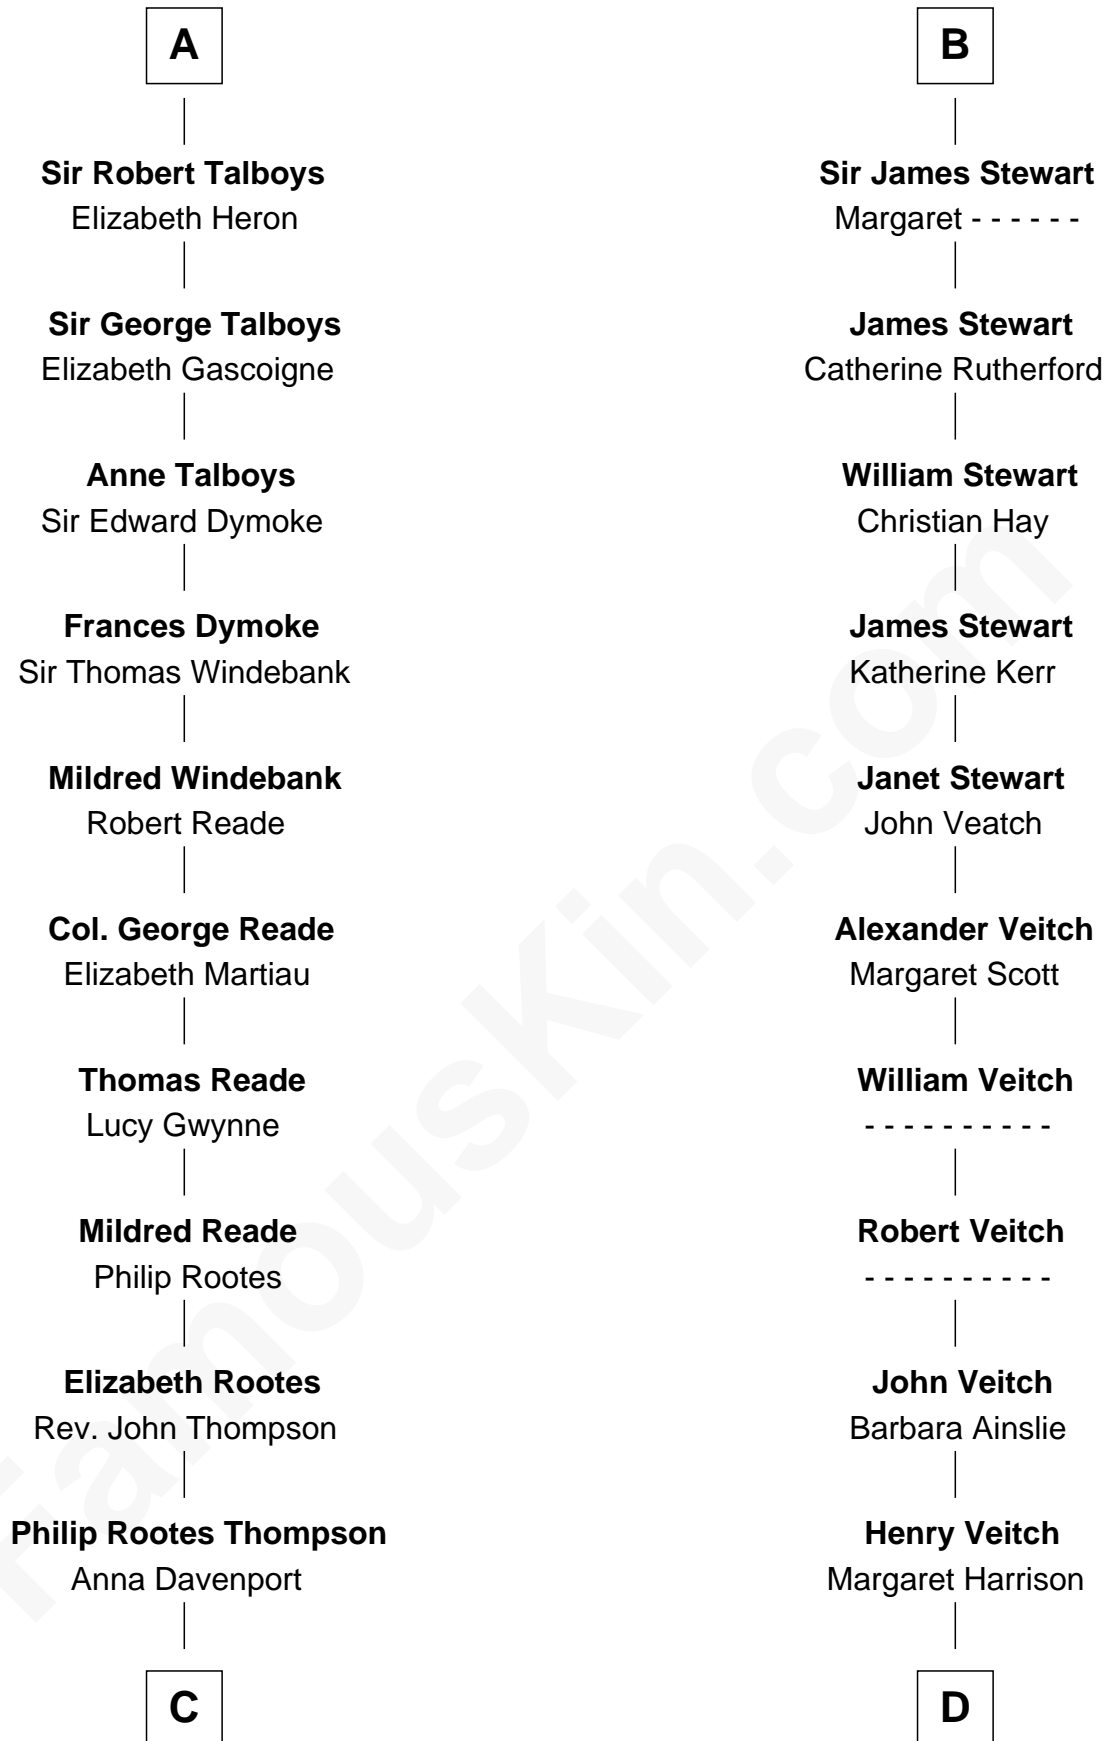 A
Sir Robert Talboys
Elizabeth Heron
Sir George Talboys
Elizabeth Gascoigne
Anne Talboys
Sir Edward Dymoke
Frances Dymoke
Sir Thomas Windebank
Mildred Windebank
Robert Reade
Col. George Reade
Elizabeth Martiau
Thomas Reade
Lucy Gwynne
Mildred Reade
Philip Rootes
Elizabeth Rootes
Rev. John Thompson
Philip Rootes Thompson
Anna Davenport
C
B
Sir James Stewart
Margaret - - - - - -
James Stewart
Catherine Rutherford
William Stewart
Christian Hay
James Stewart
Katherine Kerr
Janet Stewart
John Veatch
Alexander Veitch
Margaret Scott
William Veitch
- - - - - - - - - -
Robert Veitch
- - - - - - - - - -
John Veitch
Barbara Ainslie
Henry Veitch
Margaret Harrison
D
FamousKin.com